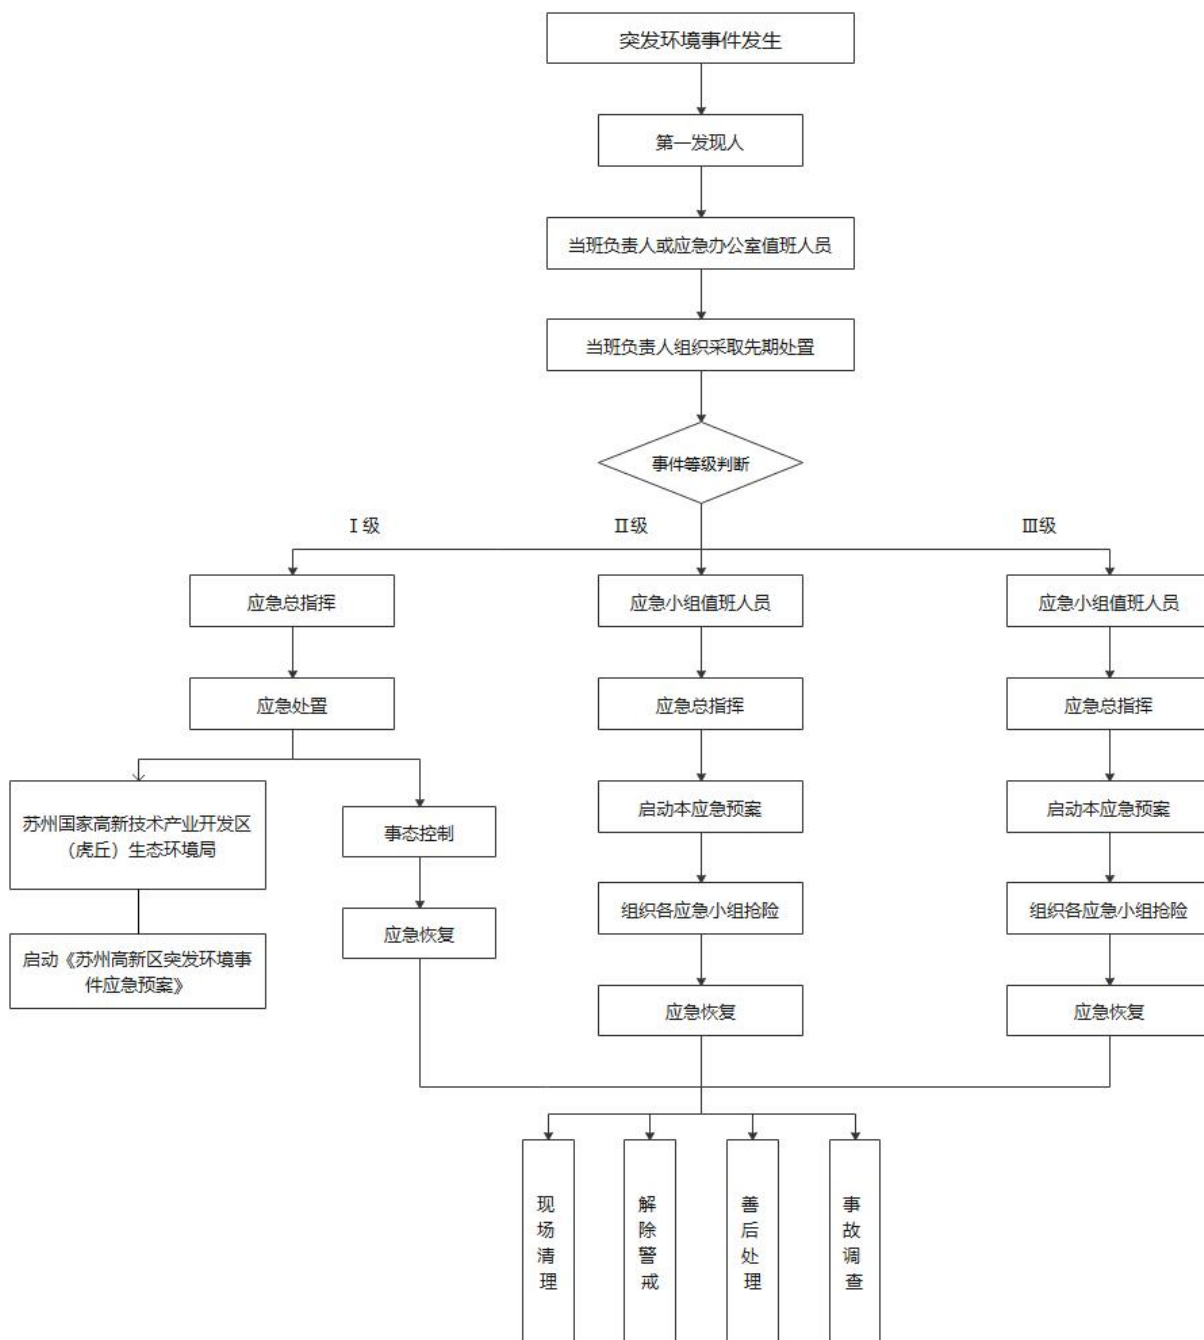 突发环境事件发生
第一发现人
当班负责人或应急办公室值班人员
当班负责人组织采取先期处置
事件等级判断
Ⅰ级
Ⅱ级
Ⅲ级
应急总指挥
应急小组值班人员
应急小组值班人员
应急处置
应急总指挥
应急总指挥
苏州国家高新技术产业开发区
（虎丘）生态环境局
事态控制
启动本应急预案
启动本应急预案
启动《苏州高新区突发环境事
件应急预案》
应急恢复
组织各应急小组抢险
组织各应急小组抢险
应急恢复
应急恢复
现场清理
解除警戒
善后处理
事故调查